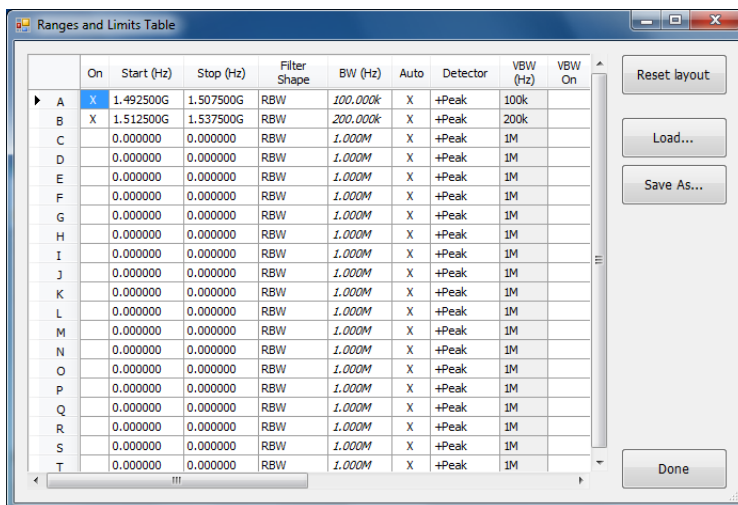 Ranges and Limits Table
On Start (Hz) Stop (Hz) Filter Shape BW (Hz) Auto Detector VBW (Hz) VBW On
A X 1.492500G 1.507500G RBW 100.000k X +Peak 100k
B X 1.512500G 1.537500G RBW 200.000k X +Peak 200k
C 0.000000 0.000000 RBW 1.000M X +Peak 1M
D 0.000000 0.000000 RBW 1.000M X +Peak 1M
E 0.000000 0.000000 RBW 1.000M X +Peak 1M
F 0.000000 0.000000 RBW 1.000M X +Peak 1M
G 0.000000 0.000000 RBW 1.000M X +Peak 1M
H 0.000000 0.000000 RBW 1.000M X +Peak 1M
I 0.000000 0.000000 RBW 1.000M X +Peak 1M
J 0.000000 0.000000 RBW 1.000M X +Peak 1M
K 0.000000 0.000000 RBW 1.000M X +Peak 1M
L 0.000000 0.000000 RBW 1.000M X +Peak 1M
M 0.000000 0.000000 RBW 1.000M X +Peak 1M
N 0.000000 0.000000 RBW 1.000M X +Peak 1M
O 0.000000 0.000000 RBW 1.000M X +Peak 1M
P 0.000000 0.000000 RBW 1.000M X +Peak 1M
Q 0.000000 0.000000 RBW 1.000M X +Peak 1M
R 0.000000 0.000000 RBW 1.000M X +Peak 1M
S 0.000000 0.000000 RBW 1.000M X +Peak 1M
T 0.000000 0.000000 RBW 1.000M X +Peak 1M
Reset layout
Load...
Save As...
Done